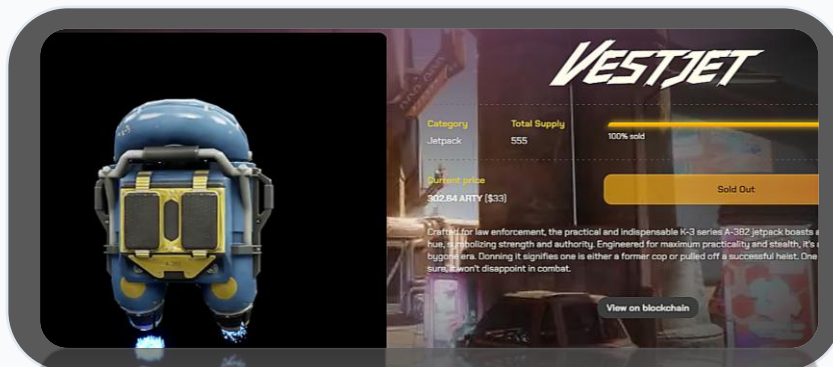 VESTJET
Category Total Supply
Jetpack 555
100% sold
Current price
302.84 ARTY ($33)
Sold Out
Crafted for law enforcement, the practical and indispensable K-3 series A-382 jetpack boasts a
hue, symbolizing strength and authority. Engineered for maximum practicality and stealth, it's
bygone era. Donning it signifies one is either a former cop or pulled off a successful heist. One
sure, it won't disappoint in combat.
View on blockchain